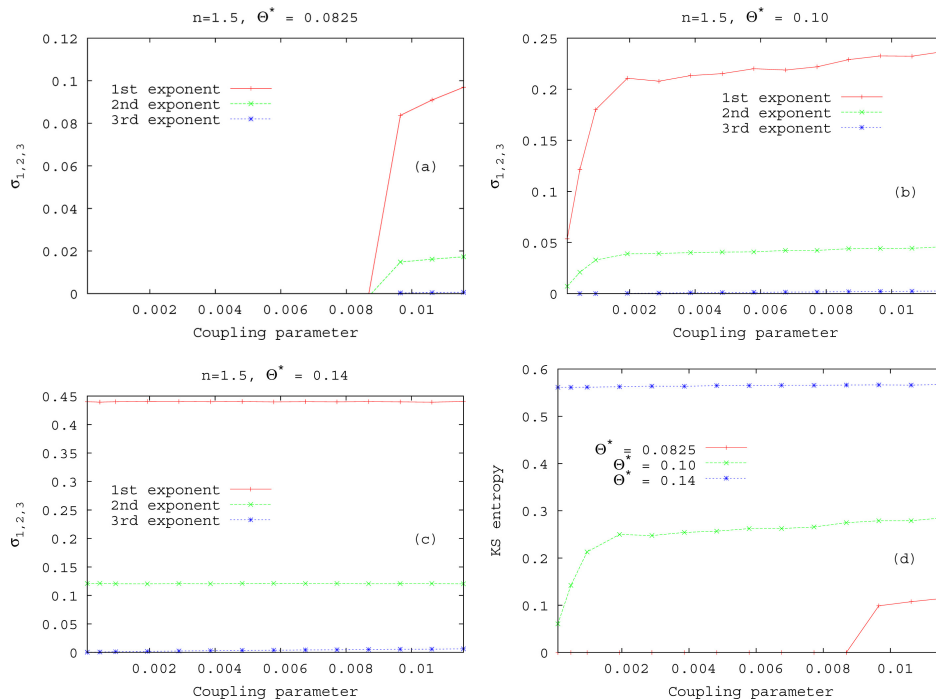 n=1.5, Θ* = 0.0825
0.12
0.1
0.08
0.06
0.04
0.02
0
σ1,2,3
1st exponent
2nd exponent
3rd exponent
(a)
0.002 0.004 0.006 0.008 0.01
Coupling parameter
n=1.5, Θ* = 0.10
0.25
0.2
0.15
0.1
0.05
0
σ1,2,3
1st exponent
2nd exponent
3rd exponent
(b)
0.002 0.004 0.006 0.008 0.01
Coupling parameter
n=1.5, Θ* = 0.14
0.45
0.4
0.35
0.3
0.25
0.2
0.15
0.1
0.05
0
σ1,2,3
1st exponent
2nd exponent
3rd exponent
(c)
0.002 0.004 0.006 0.008 0.01
Coupling parameter
0.6
0.5
0.4
0.3
0.2
0.1
0
KS entropy
Θ* = 0.0825
Θ* = 0.10
Θ* = 0.14
(d)
0.002 0.004 0.006 0.008 0.01
Coupling parameter